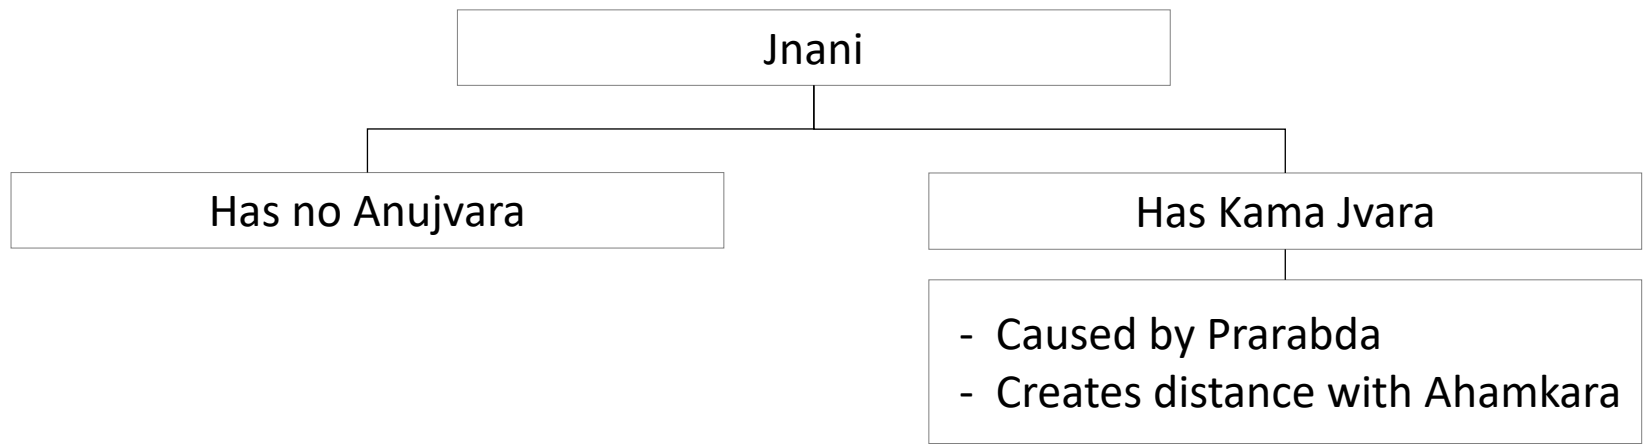 Jnani
Has no Anujvara
Has Kama Jvara
- Caused by Prarabda
- Creates distance with Ahamkara